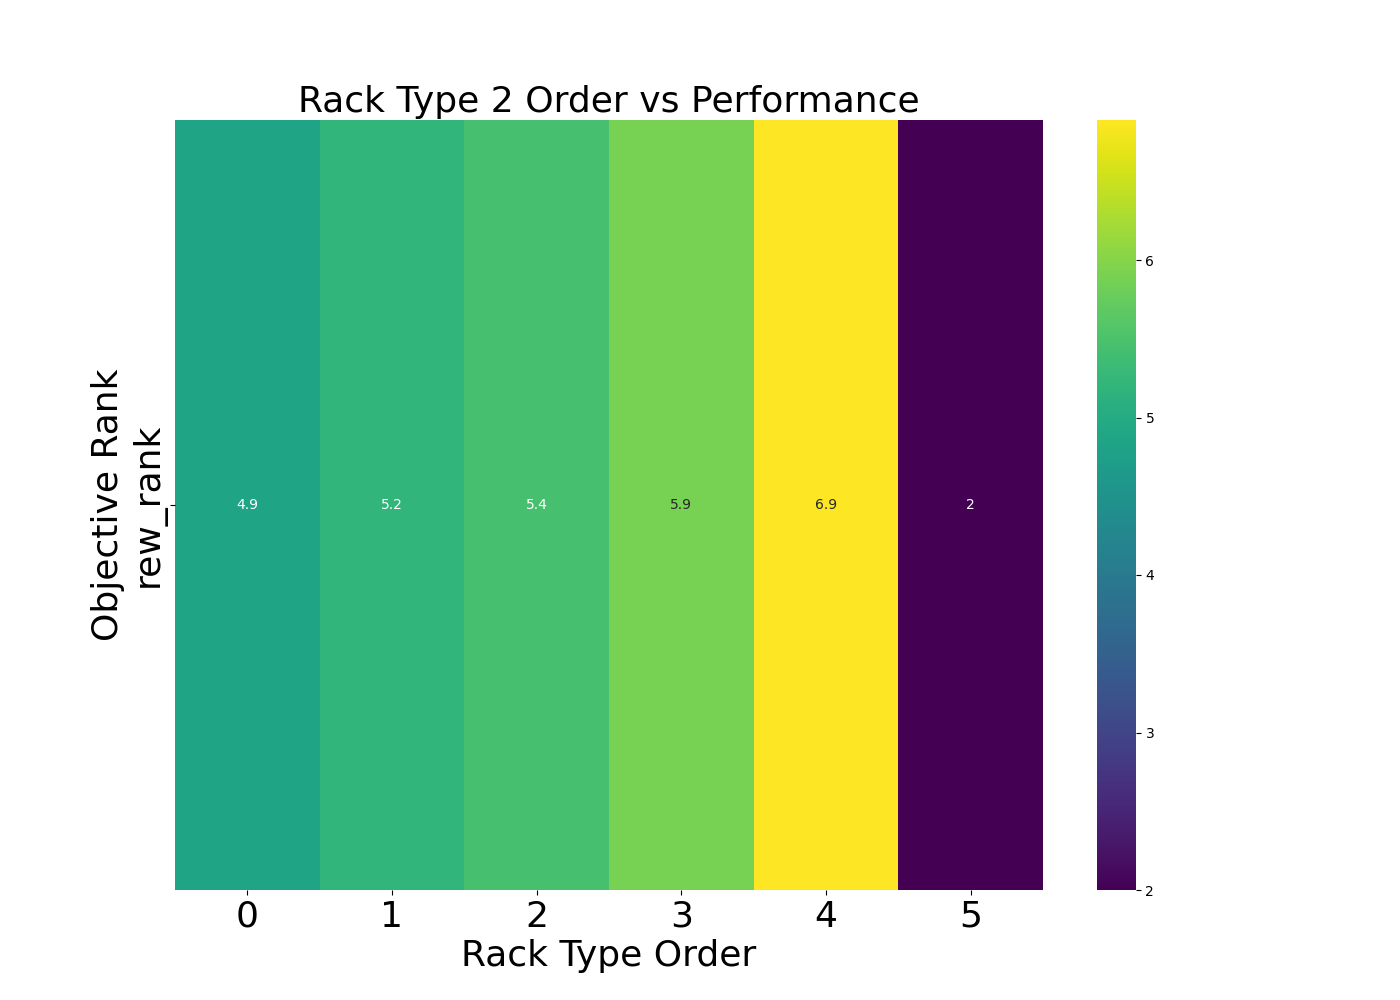 Rack Type 2 Order vs Performance
Objective Rank
rew_rank
4.9 5.2 5.4 5.9 6.9 2
0 1 2 3 4 5
Rack Type Order
6
5
4
3
2